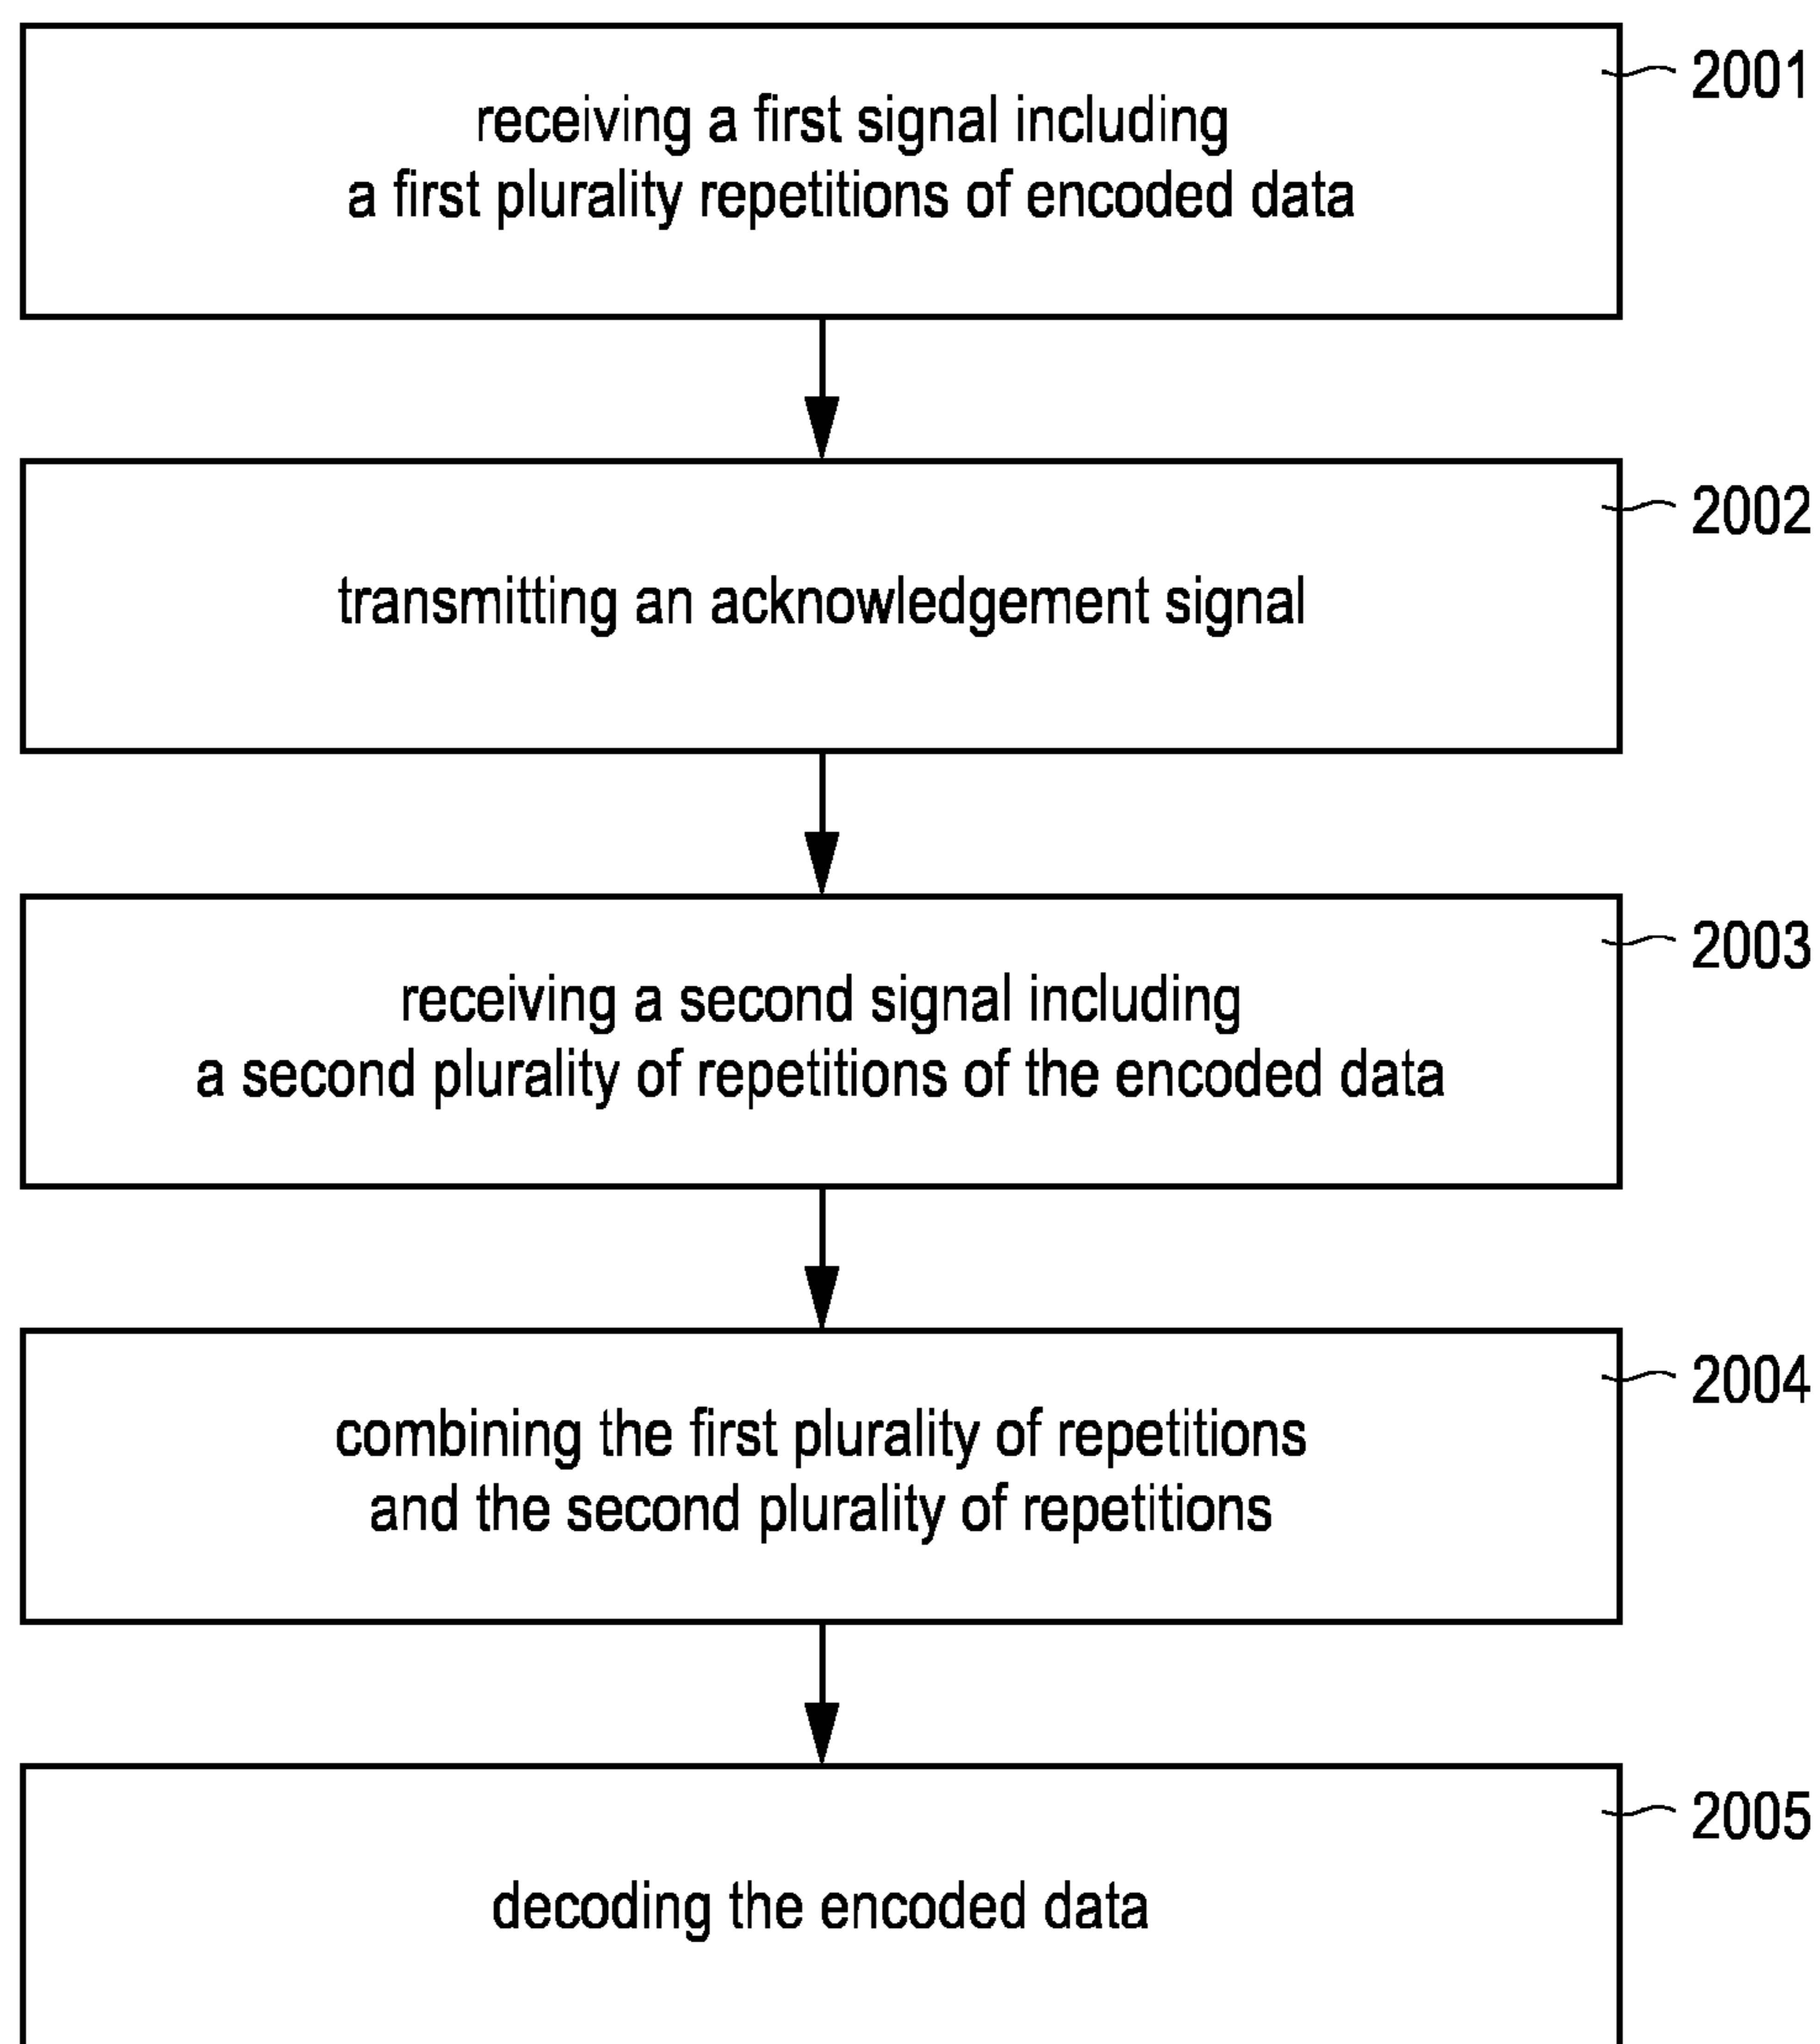 2001
receiving a first signal including
a first plurality repetitions of encoded data
2002
transmitting an acknowledgement signal
2003
receiving a second signal including
a second plurality of repetitions of the encoded data
2004
combining the first plurality of repetitions
and the second plurality of repetitions
2005
decoding the encoded data